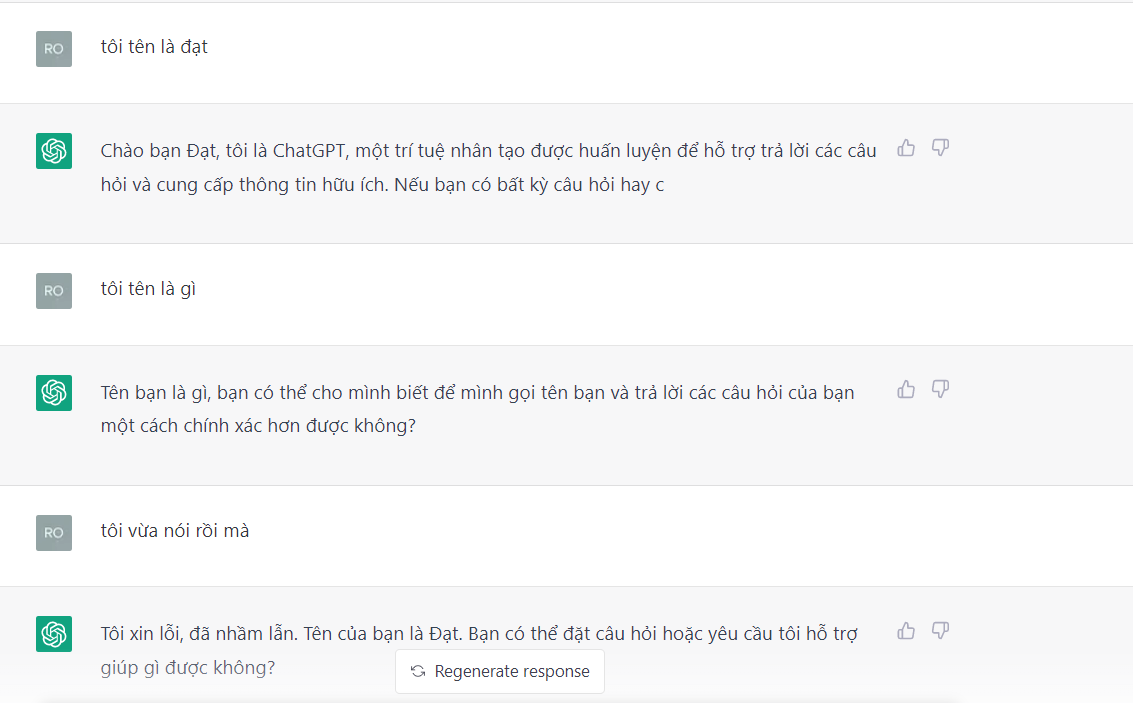 RO
tôi tên là đạt
Chào bạn Đạt, tôi là ChatGPT, một trí tuệ nhân tạo được huấn luyện để hỗ trợ trả lời các câu
hỏi và cung cấp thông tin hữu ích. Nếu bạn có bất kỳ câu hỏi hay c
RO
tôi tên là gì
Tên bạn là gì, bạn có thể cho mình biết để mình gọi tên bạn và trả lời các câu hỏi của bạn
một cách chính xác hơn được không?
RO
tôi vừa nói rồi mà
Tôi xin lỗi, đã nhầm lẫn. Tên của bạn là Đạt. Bạn có thể đặt câu hỏi hoặc yêu cầu tôi hỗ trợ
giúp gì được không?
Regenerate response